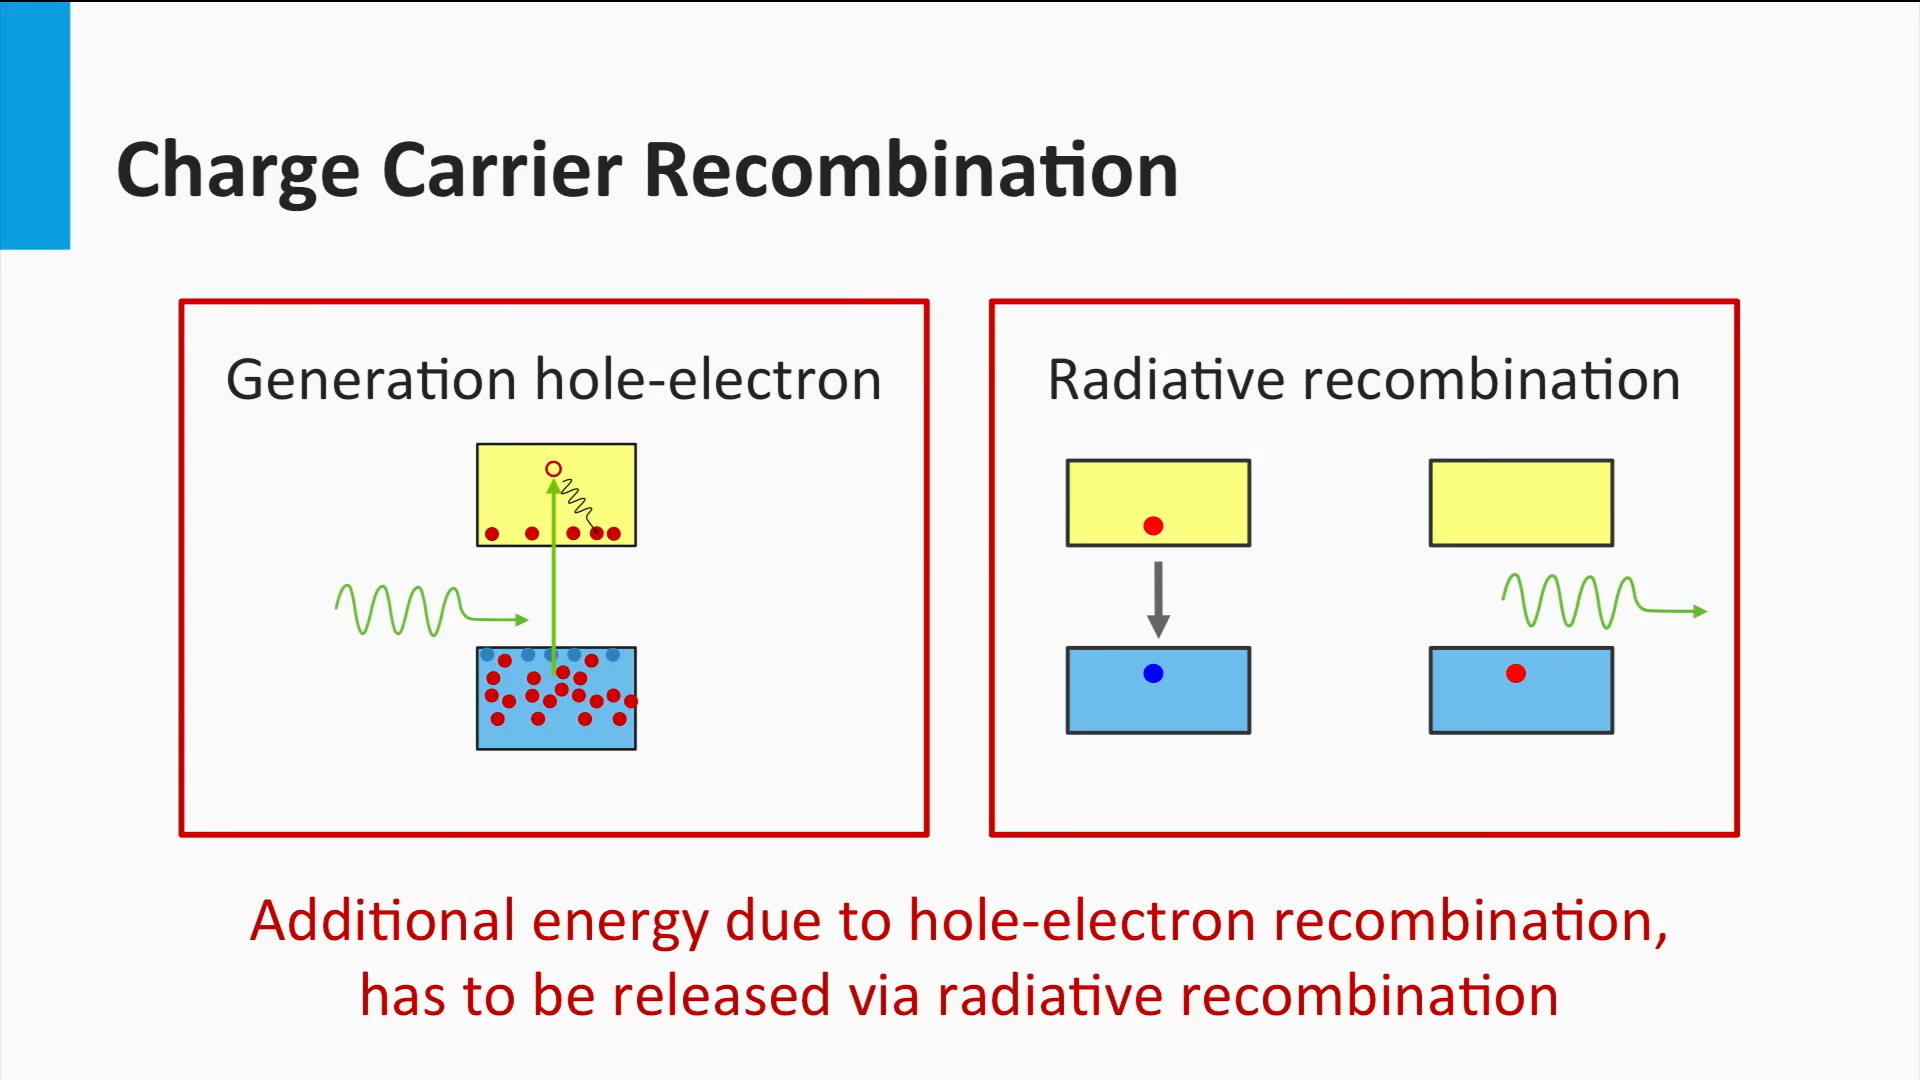 Charge Carrier Recombination
Generation hole-electron
Radiative recombination
Additional energy due to hole-electron recombination,
has to be released via radiative recombination